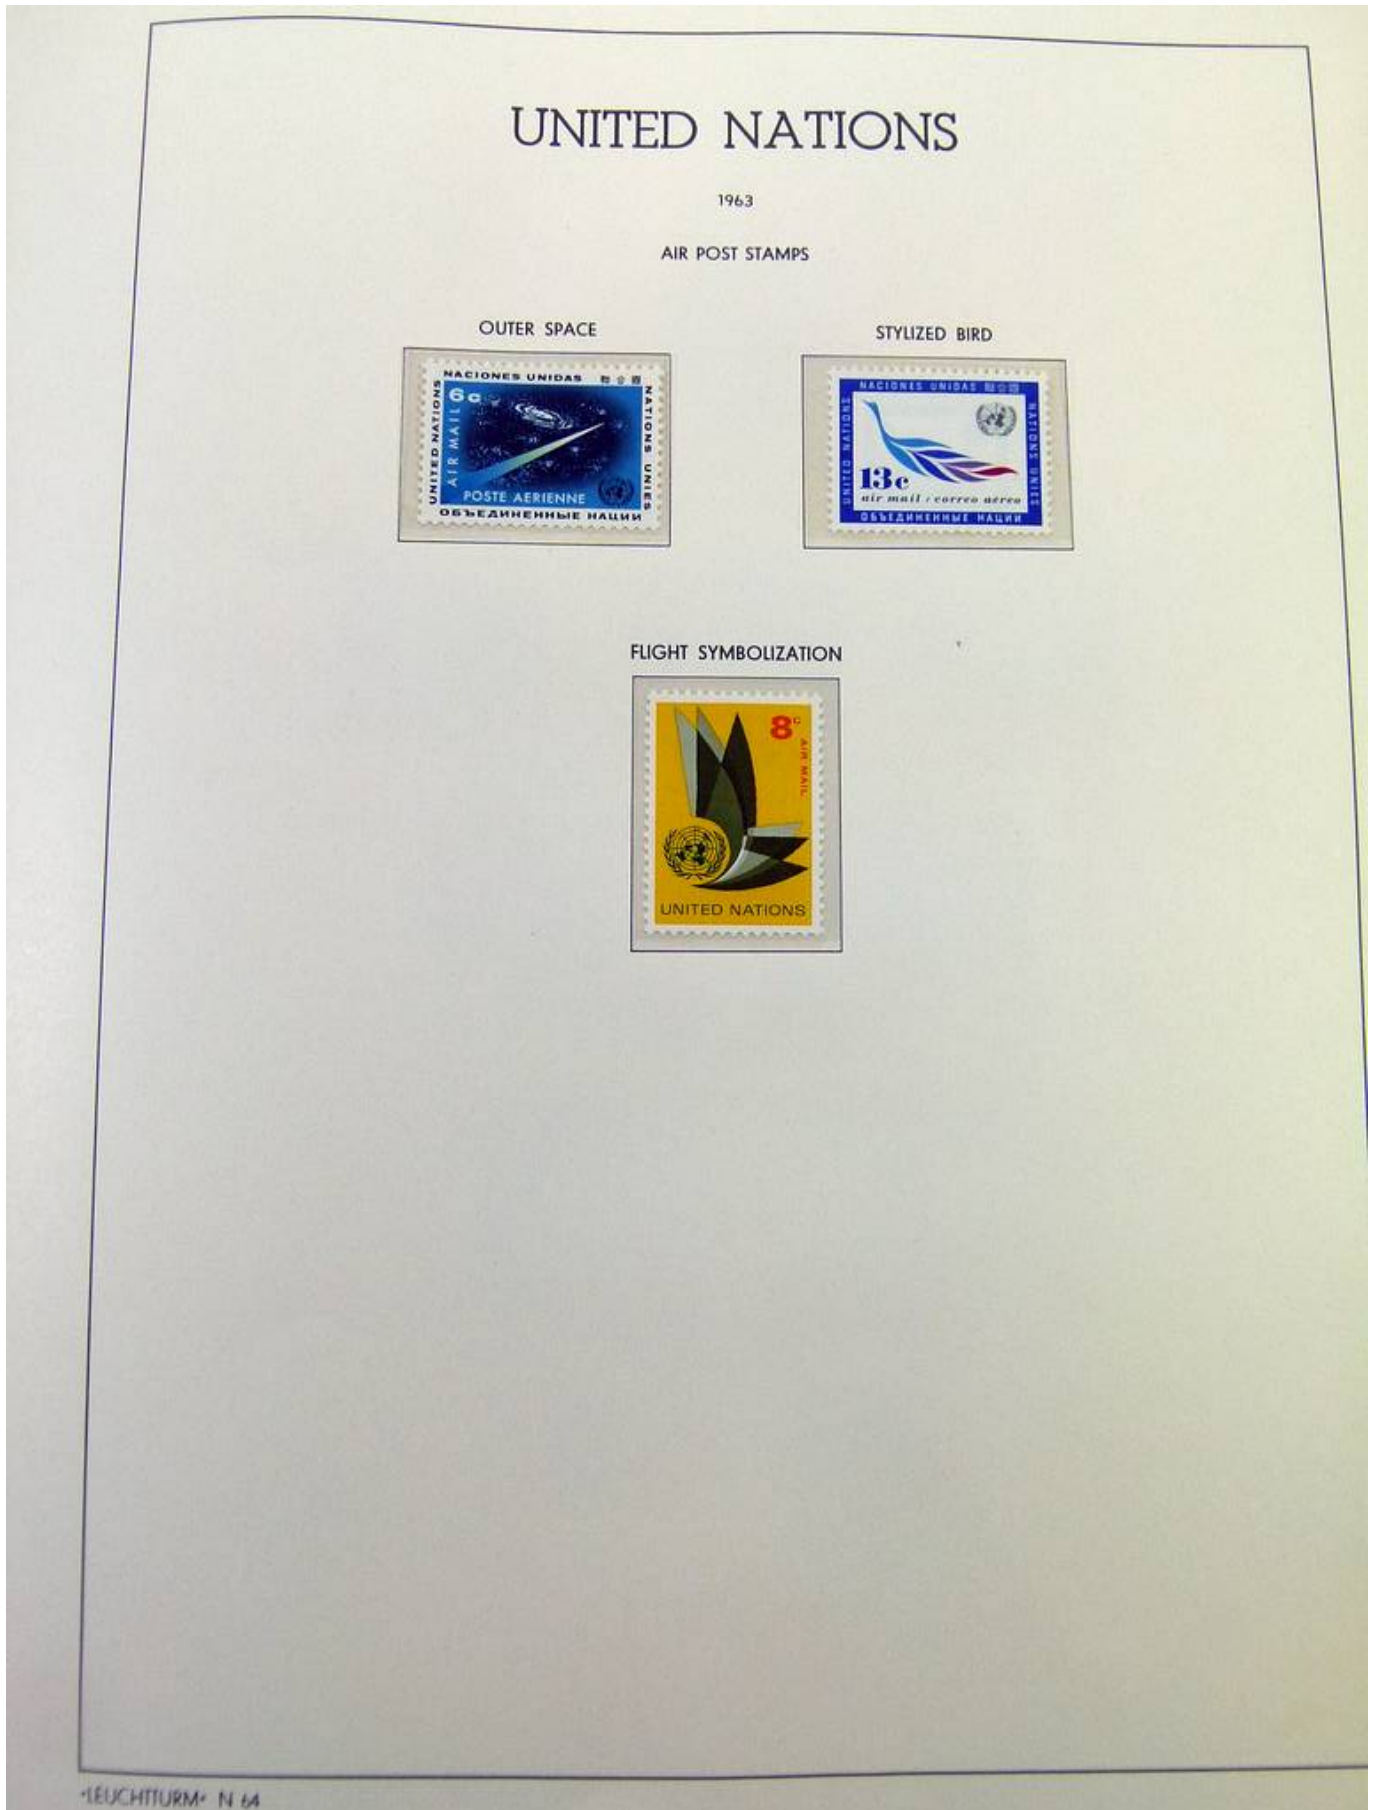 UNITED NATIONS
1963
AIR POST STAMPS
OUTER SPACE
NACIONES UNIDAS
UNITED NATIONS
6c
AIR MAIL
POSTE AERIENNE
NATIONS UNIES
ОБЪЕДИНЕННЫЕ НАЦИИ
STYLIZED BIRD
NACIONES UNIDAS
UNITED NATIONS
NATIONS UNIES
13c
air mail : correo aéreo
ОБЪЕДИНЕННЫЕ НАЦИИ
FLIGHT SYMBOLIZATION
8c
AIR MAIL
UNITED NATIONS
•LEUCHTTURM• N 64